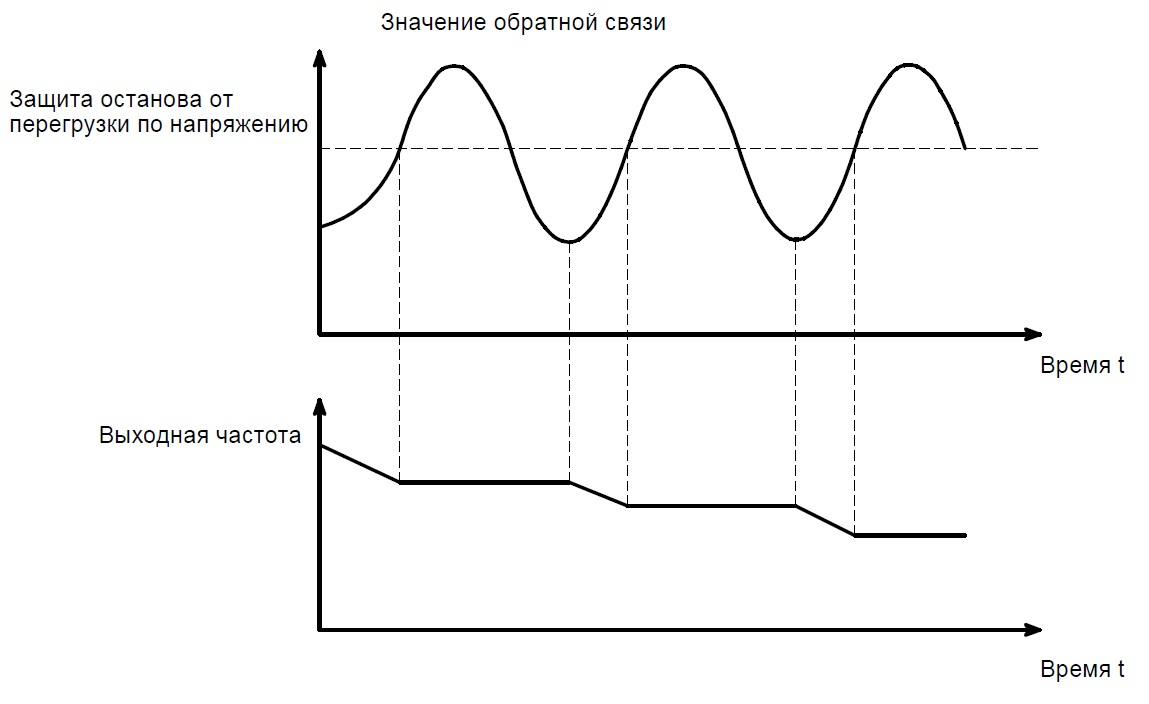 Значение обратной связи
Защита останова от
перегрузки по напряжению
Время t
Выходная частота
Время t